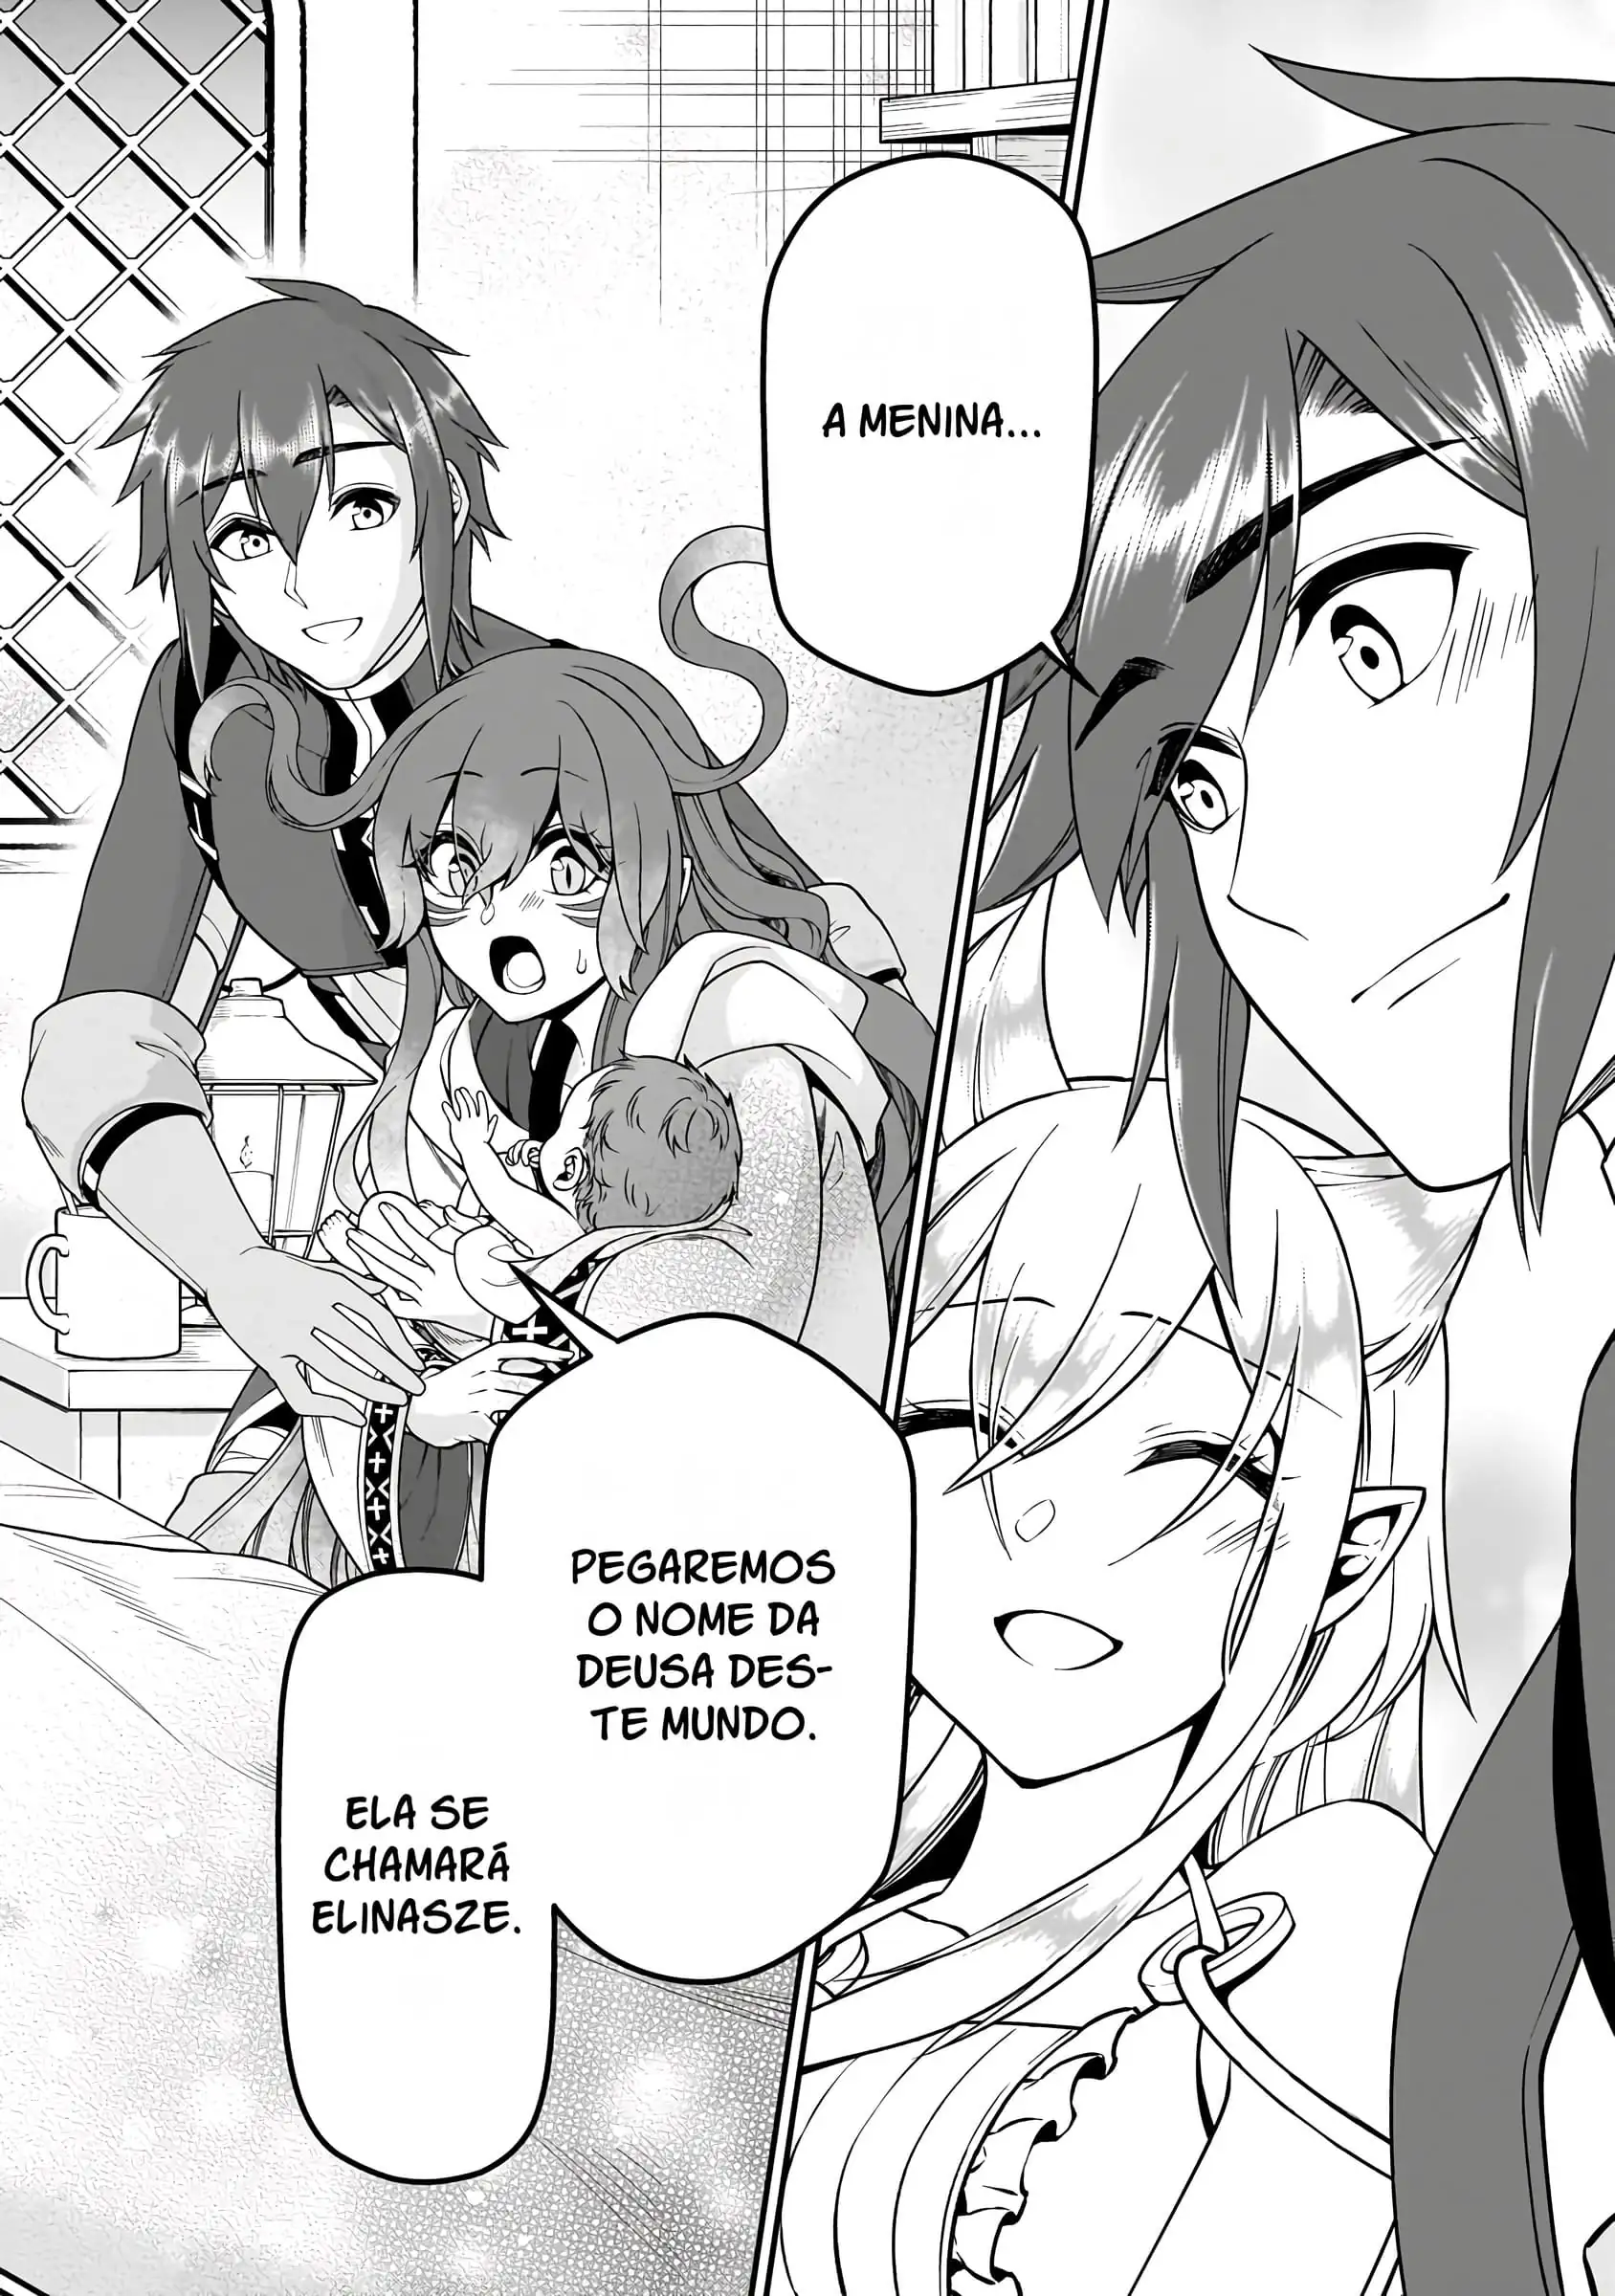 A MENINA...
PEGAREMOS
O NOME DA
DEUSA DES-
TE MUNDO.
ELA SE
CHAMARÁ
ELINASZE.